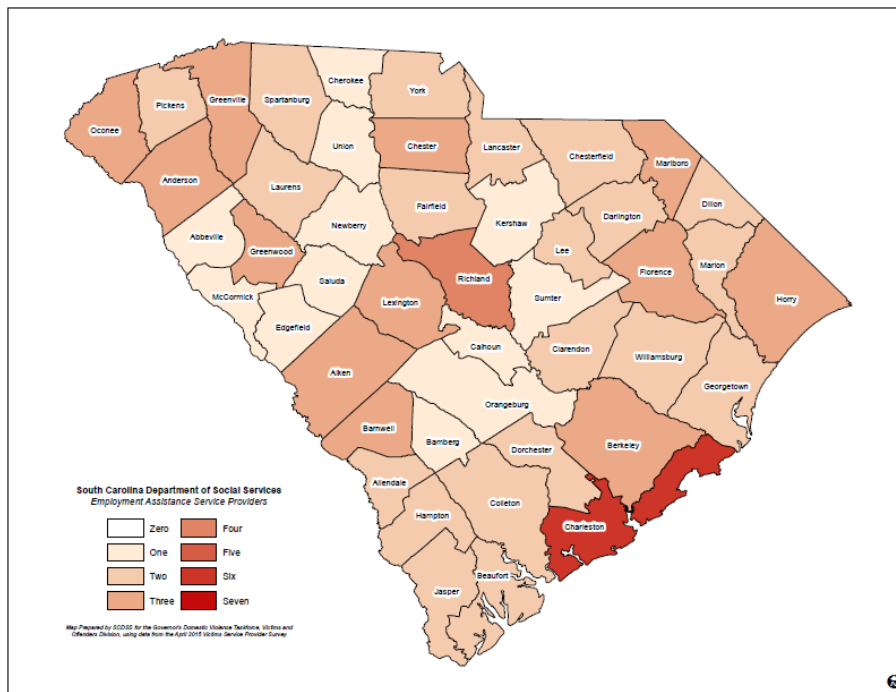 Cherokee
York
Greenville
Spartanburg
Pickens
Oconee
Union
Chester
Lancaster
Chesterfield
Marlboro
Anderson
Laurens
Dillon
Fairfield
Darlington
Newberry
Kershaw
Abbeville
Greenwood
Lee
Marion
Richland
Florence
Saluda
Lexington
McCormick
Sumter
Horry
Edgefield
Calhoun
Clarendon
Williamsburg
Aiken
Georgetown
Orangeburg
Barnwell
Bamberg
Berkeley
Dorchester
Allendale
Colleton
Hampton
Charleston
Beaufort
Jasper
South Carolina Department of Social Services
Employment Assistance Service Providers
Zero Four
One Five
Two Six
Three Seven
Map Prepared by SCDSS for the Governor's Domestic Violence Taskforce, Victims and
Offenders Division, using data from the April 2015 Victims Service Provider Survey